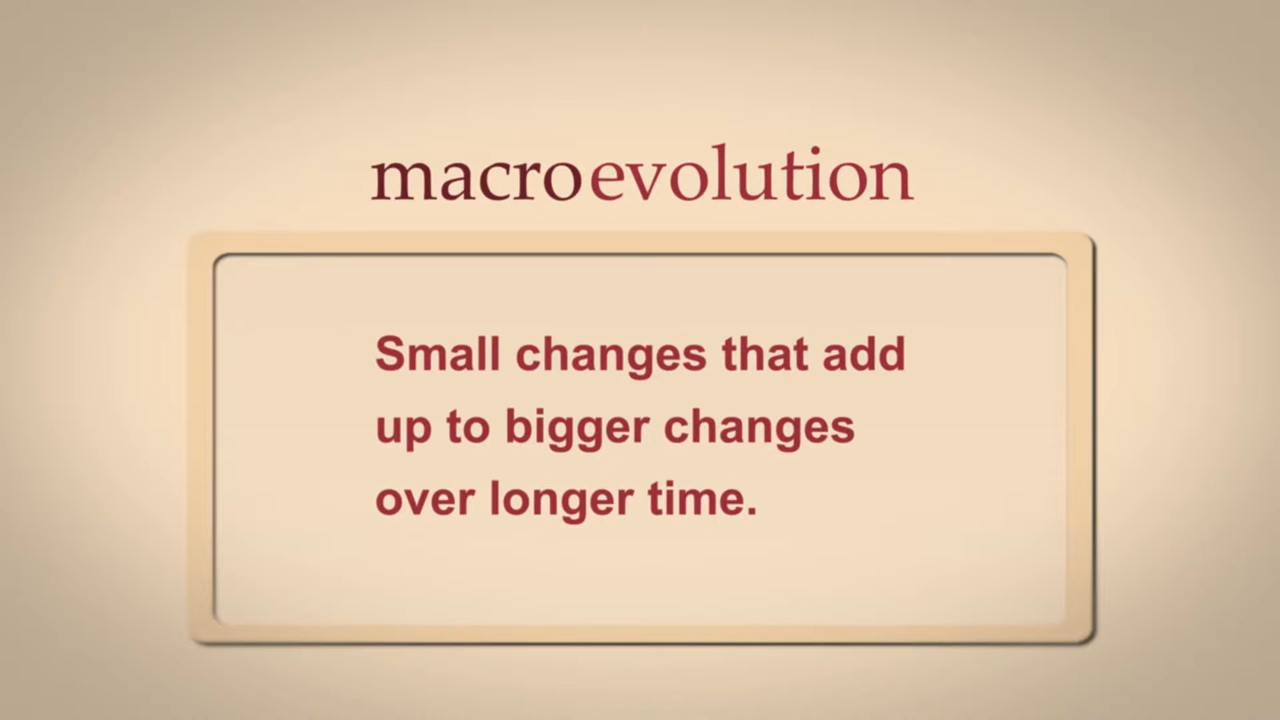 macroevolution
Small changes that add
up to bigger changes
over longer time.